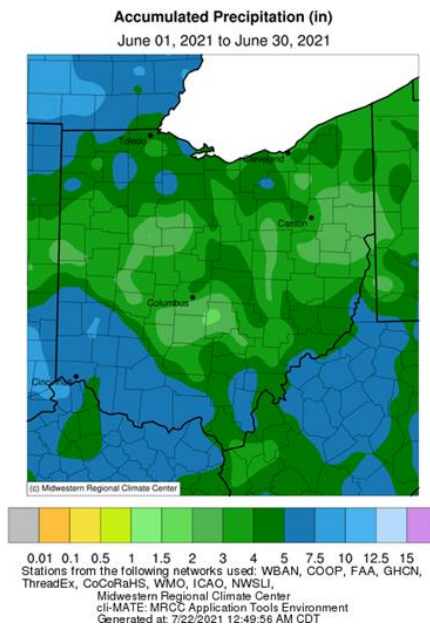 Accumulated Precipitation (in)
June 01, 2021 to June 30, 2021
Toledo
Cleveland
Canton
Columbus
Cincinnati
(c) Midwestern Regional Climate Center
0.01 0.1 0.5 1 1.5 2 3 4 5 7.5 10 12.5 15
Stations from the following networks used: WBAN, COOP, FAA, GHCN,
ThreadEx, CoCoRaHS, WMO, ICAO, NWSLI,
Midwestern Regional Climate Center
cli-MATE: MRCC Application Tools Environment
Generated at: 7/22/2021 12:49:56 AM CDT